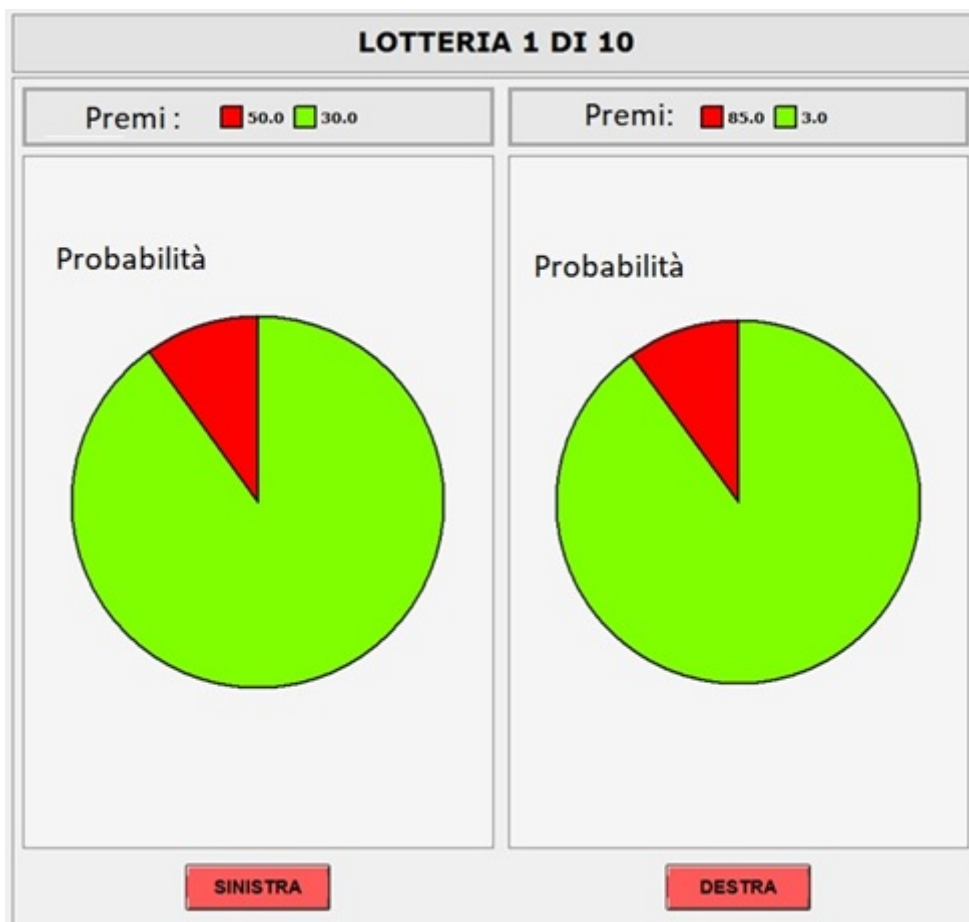 LOTTERIA 1 DI 10
Premi : 50.0 30.0
Premi: 85.0 3.0
Probabilità
Probabilità
SINISTRA
DESTRA